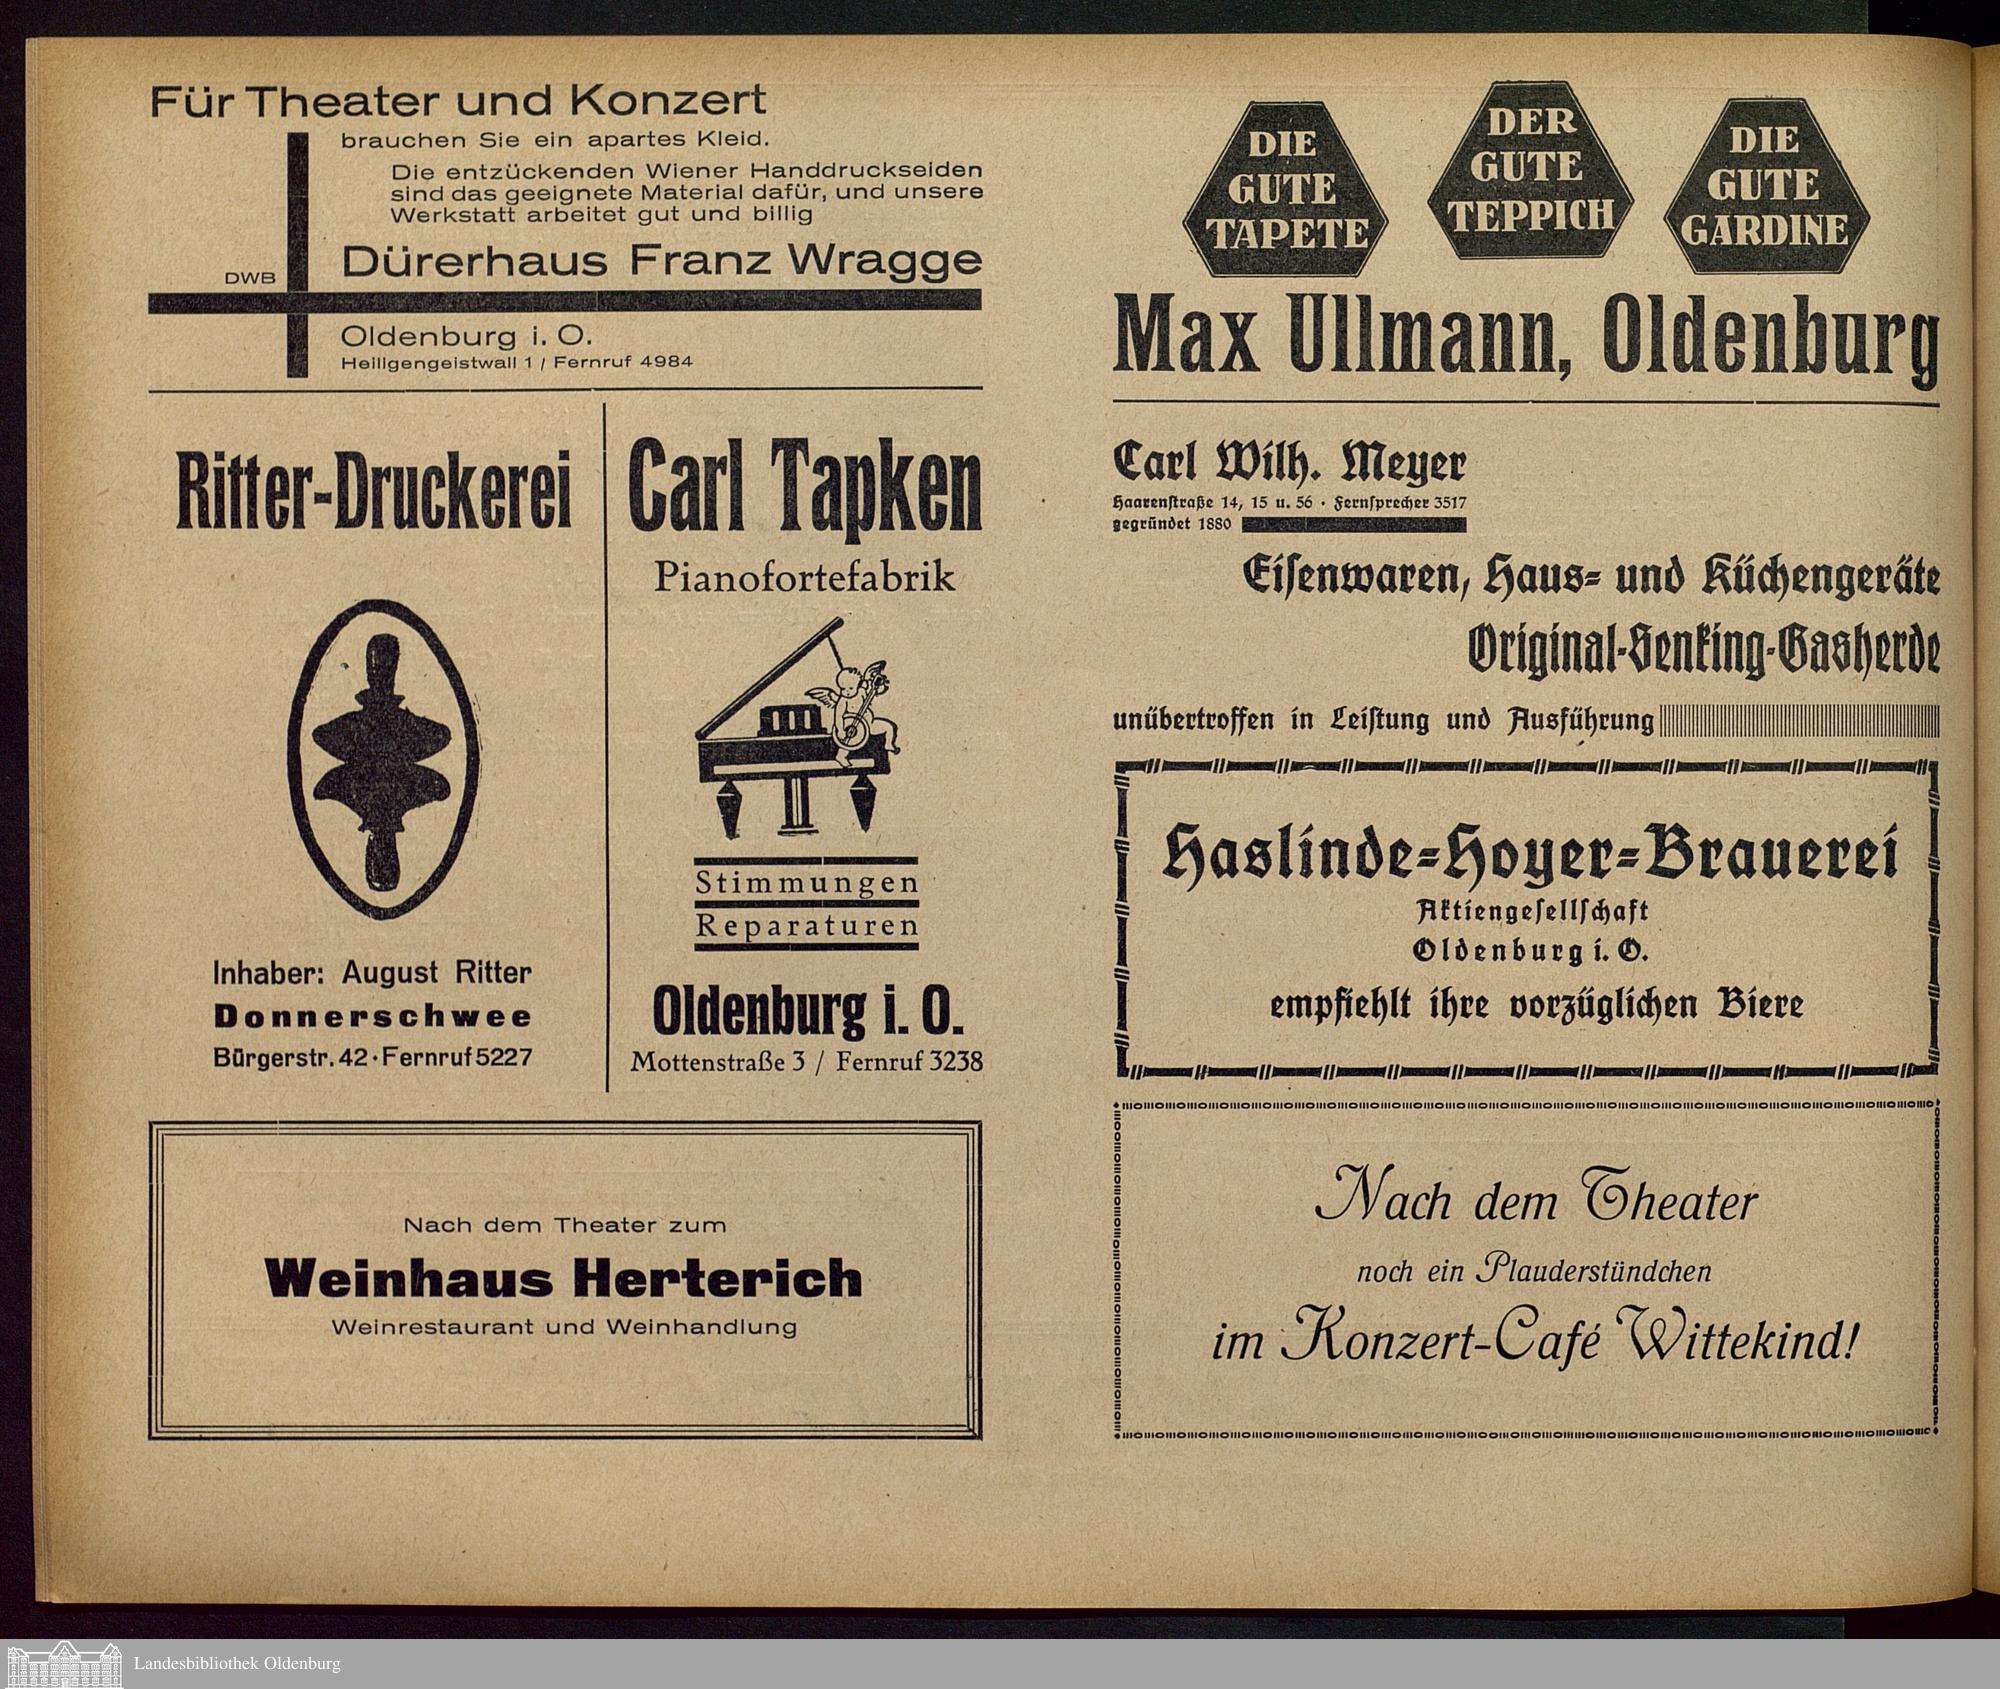 Für Theater und Konzert
brauchen Sie ein apartes Kleid.
Die entzückenden Wiener Handdruckseiden
sind das geeignete Material dafür, und unsere
Werkstatt arbeitet gut und billig
DWB
Dürerhaus Franz Wragge
Oldenburg i. O.
Heiligengeistwall 1 / Fernruf 4984
Ritter-Druckerei
Inhaber: August Ritter
Donnerschwee
Bürgerstr. 42 · Fernruf 5227
Carl Tapken
Pianofortefabrik
Stimmungen
Reparaturen
Oldenburg i. O.
Mottenstraße 3 / Fernruf 3238
Nach dem Theater zum
Weinhaus Herterich
Weinrestaurant und Weinhandlung
DIE
GUTE
TAPETE
DER
GUTE
TEPPICH
DIE
GUTE
GARDINE
Max Ullmann, Oldenburg
Carl Wilh. Meyer
Haarenſtraße 14, 15 u. 56 · Fernſprecher 3517
gegründet 1880
Eiſenwaren, Haus- und Küchengeräte
Original-Senking-Gasherde
unübertroffen in Leiſtung und Ausführung
Haslinde-Hoyer-Brauerei
Aktiengeſellſchaft
Oldenburg i. O.
empfiehlt ihre vorzüglichen Biere
Nach dem Theater
noch ein Plauderstündchen
im Konzert-Café Wittekind!
Landesbibliothek Oldenburg